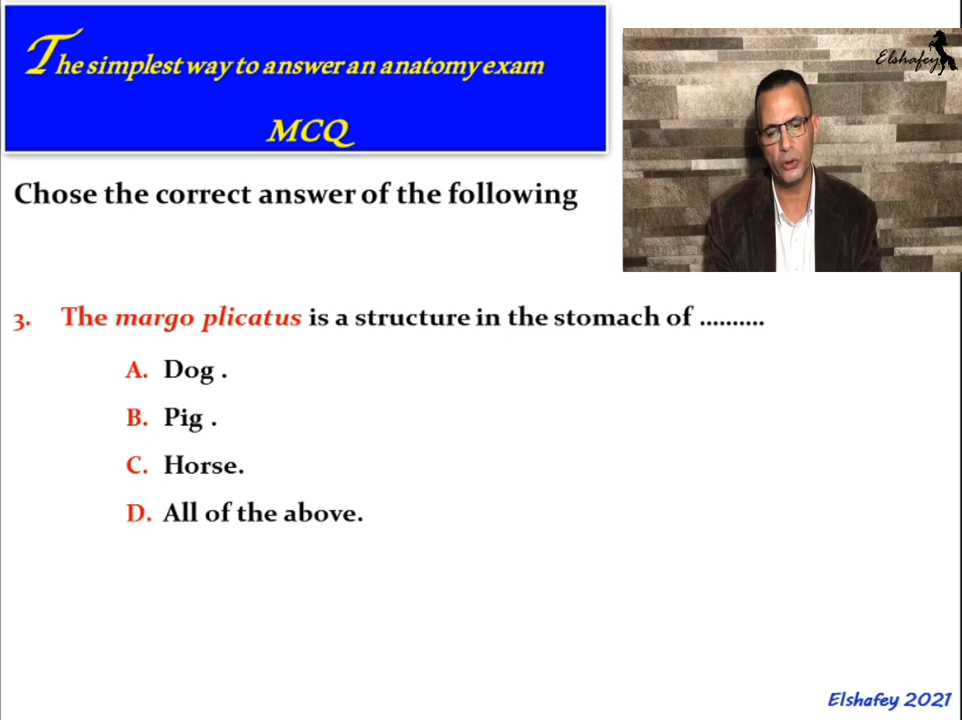 The simplest way to answer an anatomy exam
MCQ
Elshafey
Chose the correct answer of the following
3. The margo plicatus is a structure in the stomach of ..........
A. Dog .
B. Pig .
C. Horse.
D. All of the above.
Elshafey 2021